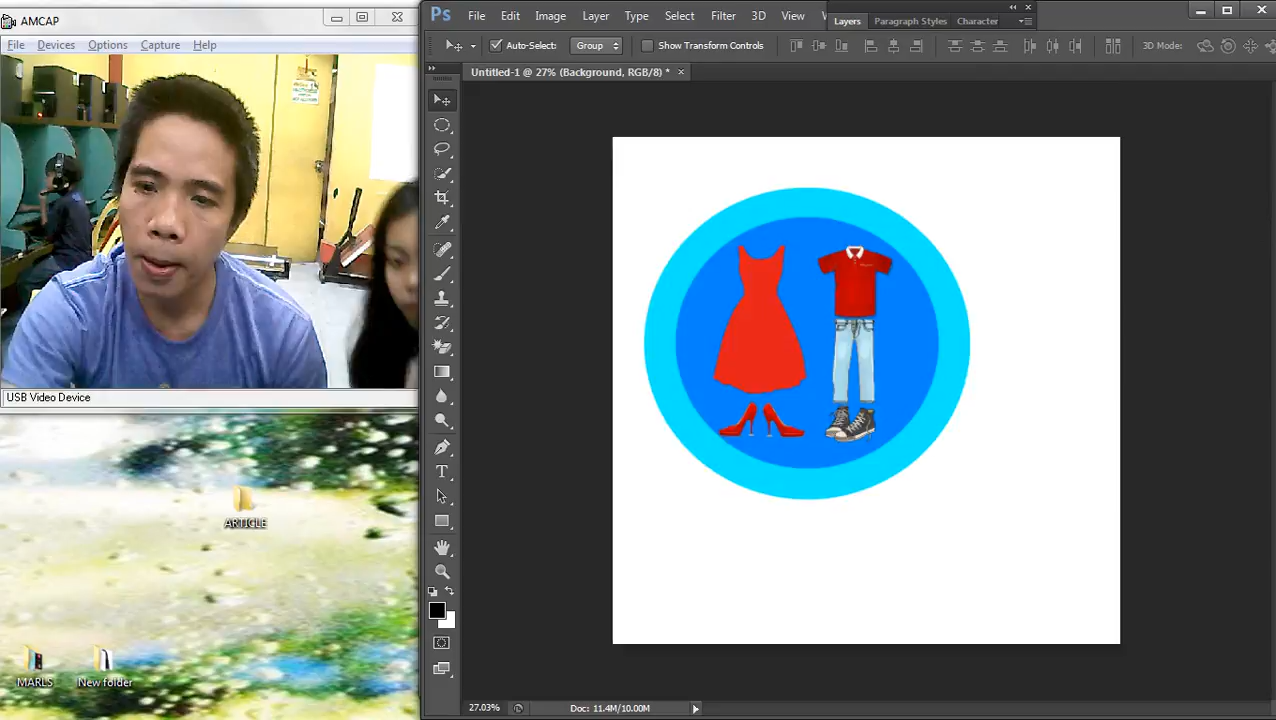 AMCAP
File Devices Options Capture Help
USB Video Device
ARTICLE
MARLS
New folder
Ps File Edit Image Layer Type Select Filter 3D View
Layers Paragraph Styles Character
Auto-Select: Group Show Transform Controls 3D Mode:
Untitled-1 @ 27% (Background, RGB/8) *
T
27.03% Doc: 11.4M/10.00M